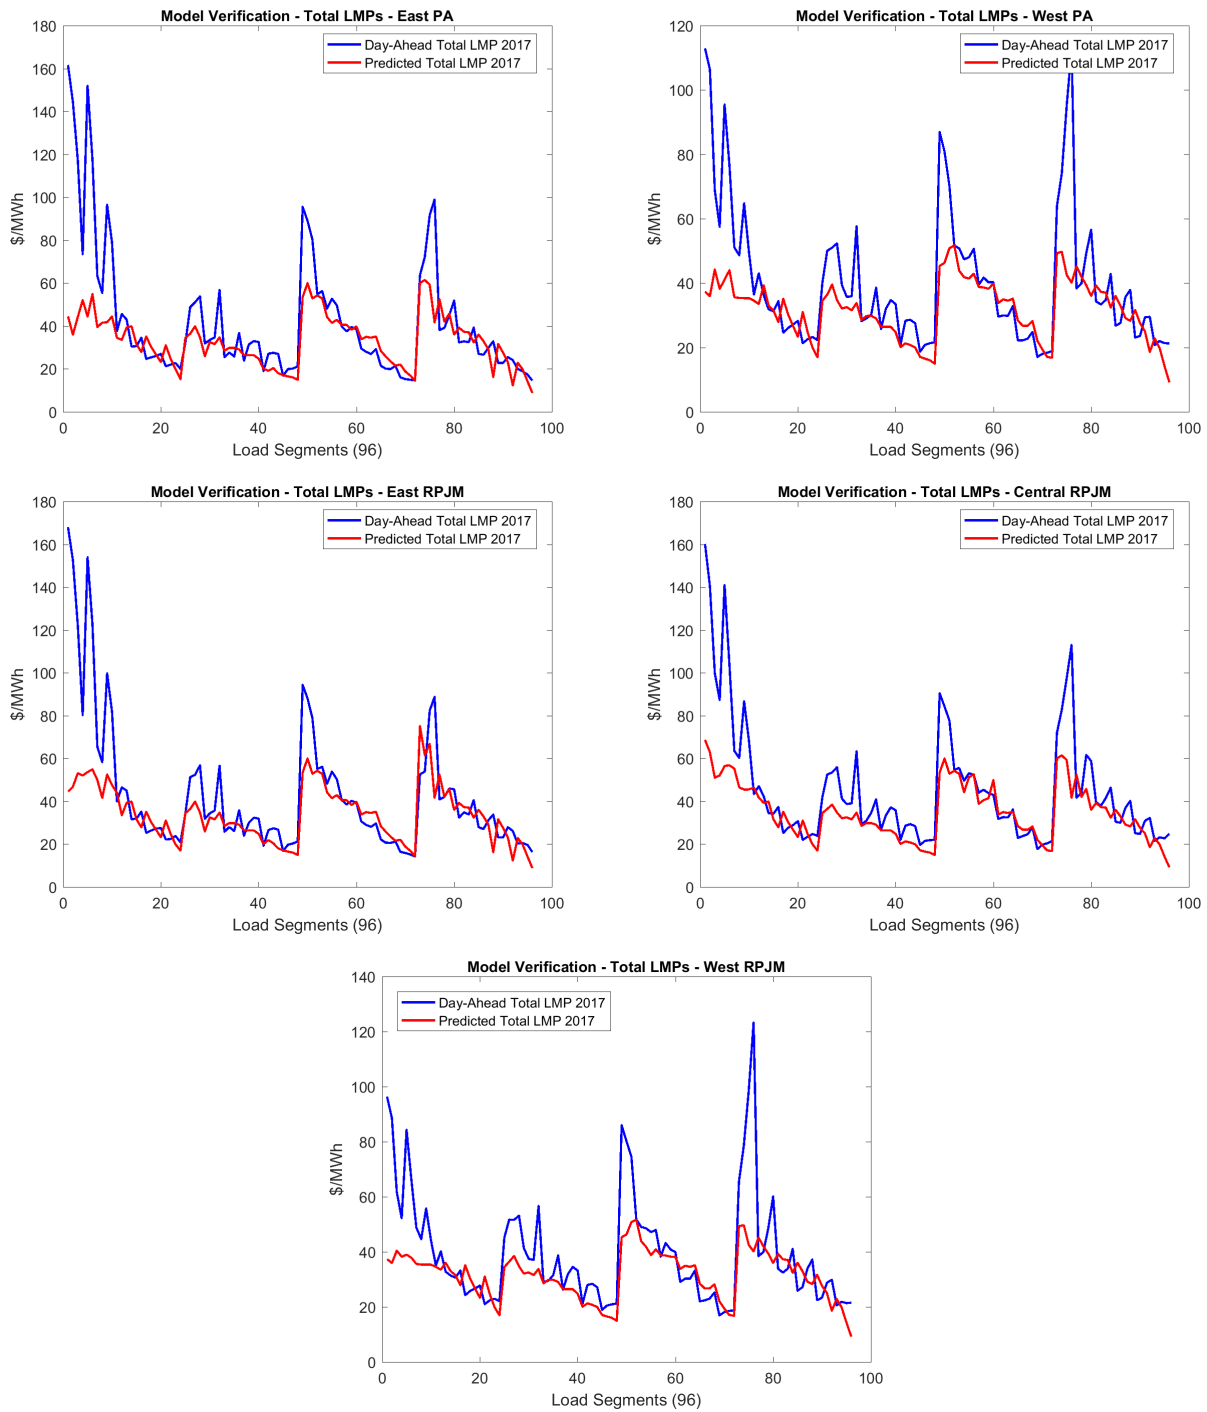 Model Verification - Total LMPs - East PA
180
160
140
120
100
80
60
40
20
0
$/MWh
Day-Ahead Total LMP 2017
Predicted Total LMP 2017
0 20 40 60 80 100
Load Segments (96)
Model Verification - Total LMPs - West PA
120
100
80
60
40
20
0
$/MWh
Day-Ahead Total LMP 2017
Predicted Total LMP 2017
0 20 40 60 80 100
Load Segments (96)
Model Verification - Total LMPs - East RPJM
180
160
140
120
100
80
60
40
20
0
$/MWh
Day-Ahead Total LMP 2017
Predicted Total LMP 2017
0 20 40 60 80 100
Load Segments (96)
Model Verification - Total LMPs - Central RPJM
180
160
140
120
100
80
60
40
20
0
$/MWh
Day-Ahead Total LMP 2017
Predicted Total LMP 2017
0 20 40 60 80 100
Load Segments (96)
Model Verification - Total LMPs - West RPJM
140
120
100
80
60
40
20
0
$/MWh
Day-Ahead Total LMP 2017
Predicted Total LMP 2017
0 20 40 60 80 100
Load Segments (96)